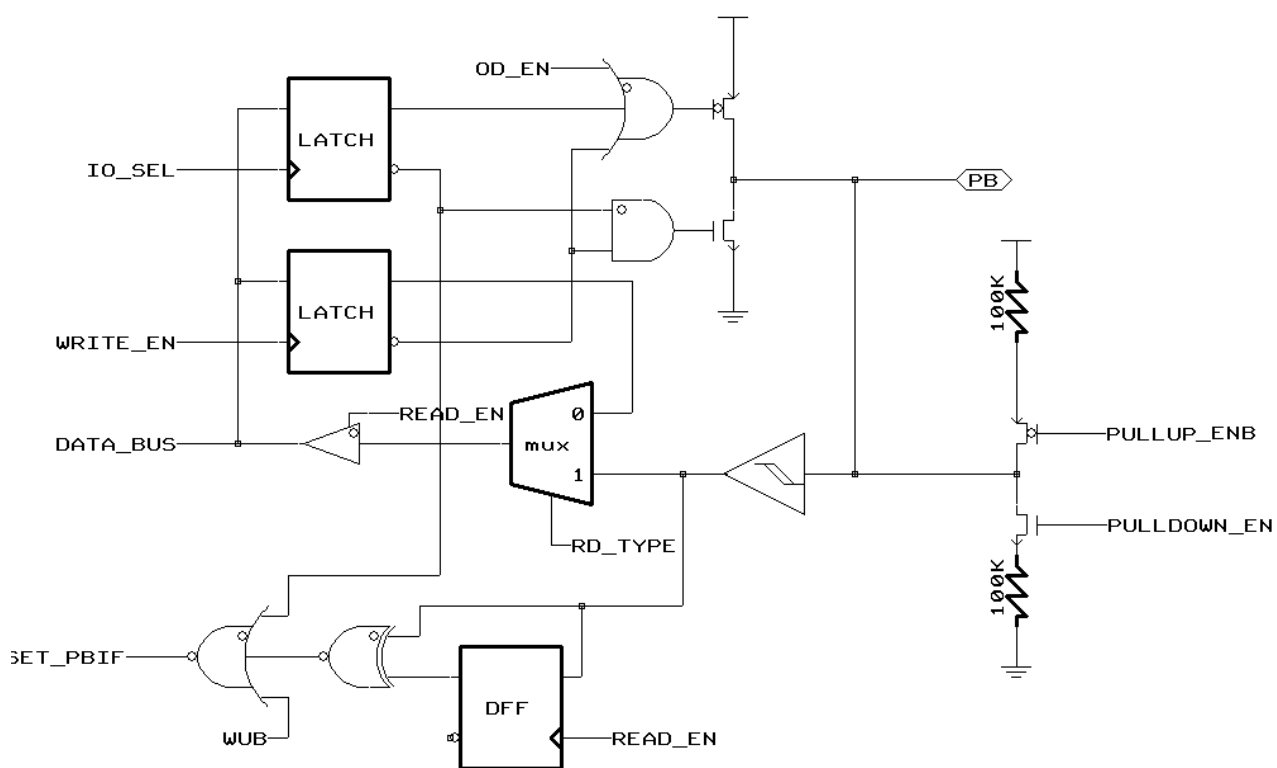 OD_EN
LATCH
IO_SEL
PB
LATCH
100K
WRITE_EN
READ_EN
0
DATA_BUS
mux
PULLUP_ENB
1
PULLDOWN_EN
RD_TYPE
100K
SET_PBIF
DFF
WUB
READ_EN